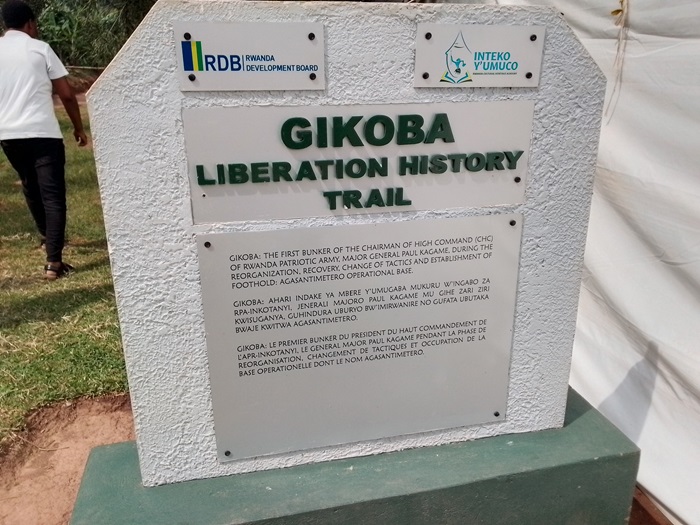 RDB RWANDA
DEVELOPMENT BOARD
INTEKO
Y'UMUCO
GIKOBA
LIBERATION HISTORY
TRAIL
GIKOBA: THE FIRST BUNKER OF THE CHAIRMAN OF HIGH COMMAND (CHC)
OF RWANDA PATRIOTIC ARMY, MAJOR GENERAL PAUL KAGAME, DURING THE
REORGANIZATION, RECOVERY, CHANGE OF TACTICS AND ESTABLISHMENT OF
FOOTHOLD: AGASANTIMETERO OPERATIONAL BASE.
GIKOBA: AHARI INDAKE YA MBERE Y'UMUGABA MUKURU W'INGABO ZA
RPA-INKOTANYI, JENERALI MAJORO PAUL KAGAME MU GIHE ZARI ZIRI
KWISUGANYA, GUHINDURA UBURYO BW'IMIRWANIRE NO GUFATA UBUTAKA
BWAJE KWITWA AGASANTIMETERO.
GIKOBA: LE PREMIER BUNKER DU PRESIDENT DU HAUT COMMANDEMENT DE
L'APR-INKOTANYI, LE GENERAL MAJOR PAUL KAGAME PENDANT LA PHASE DE
REORGANISATION, CHANGEMENT DE TACTIQUES ET OCCUPATION DE LA
BASE OPERATIONELLE DONT LE NOM AGASANTIMETERO.